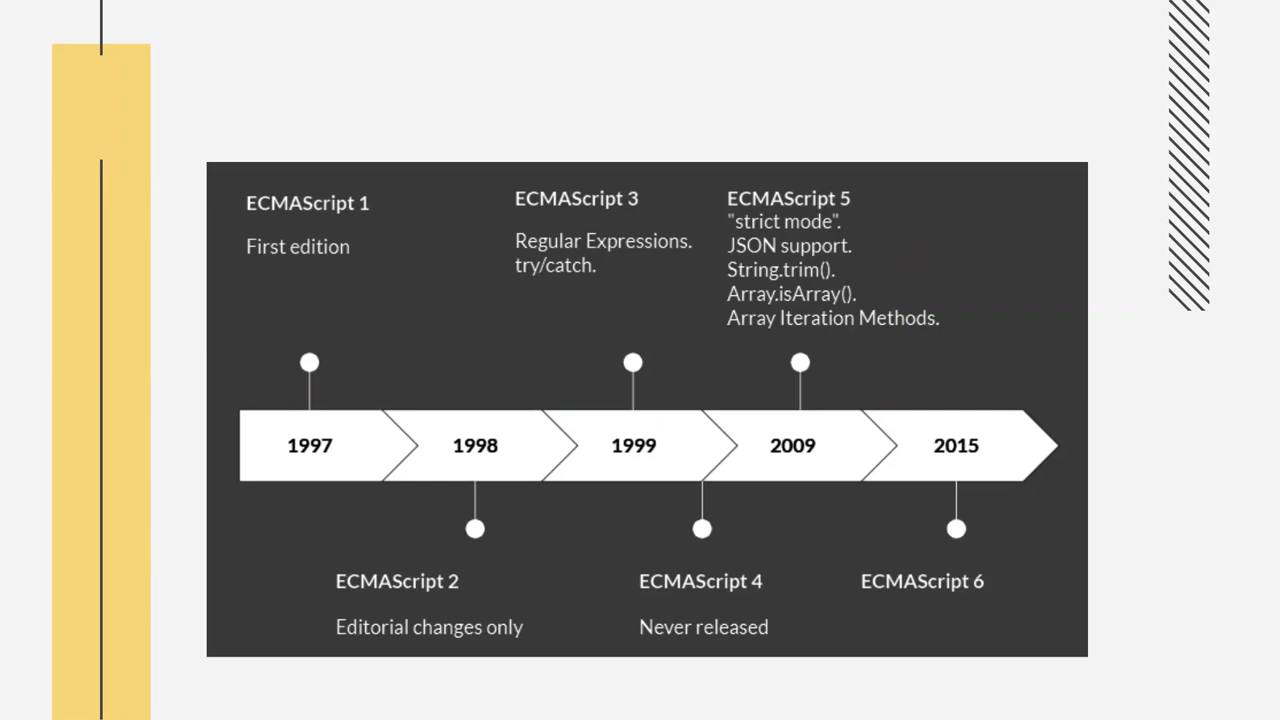 ECMAScript 1
First edition
ECMAScript 3
Regular Expressions.
try/catch.
ECMAScript 5
"strict mode".
JSON support.
String.trim().
Array.isArray().
Array Iteration Methods.
1997
1998
1999
2009
2015
ECMAScript 2
Editorial changes only
ECMAScript 4
Never released
ECMAScript 6